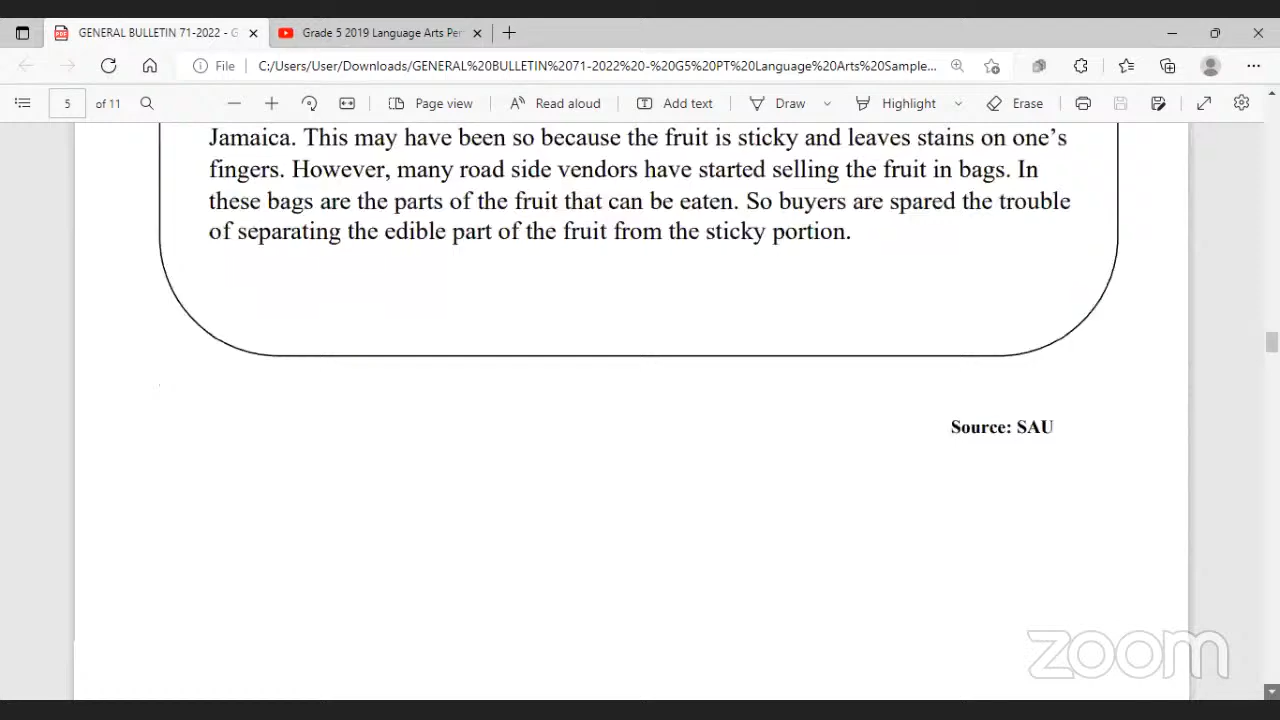 GENERAL BULLETIN 71-2022 - G
Grade 5 2019 Language Arts Per
File
C:/Users/User/Downloads/GENERAL%20BULLETIN%2071-2022%20-%20G5%20PT%20Language%20Arts%20Sample...
5 of 11
Page view
Read aloud
Add text
Draw
Highlight
Erase
Jamaica. This may have been so because the fruit is sticky and leaves stains on one’s
fingers. However, many road side vendors have started selling the fruit in bags. In
these bags are the parts of the fruit that can be eaten. So buyers are spared the trouble
of separating the edible part of the fruit from the sticky portion.
Source: SAU
zoom